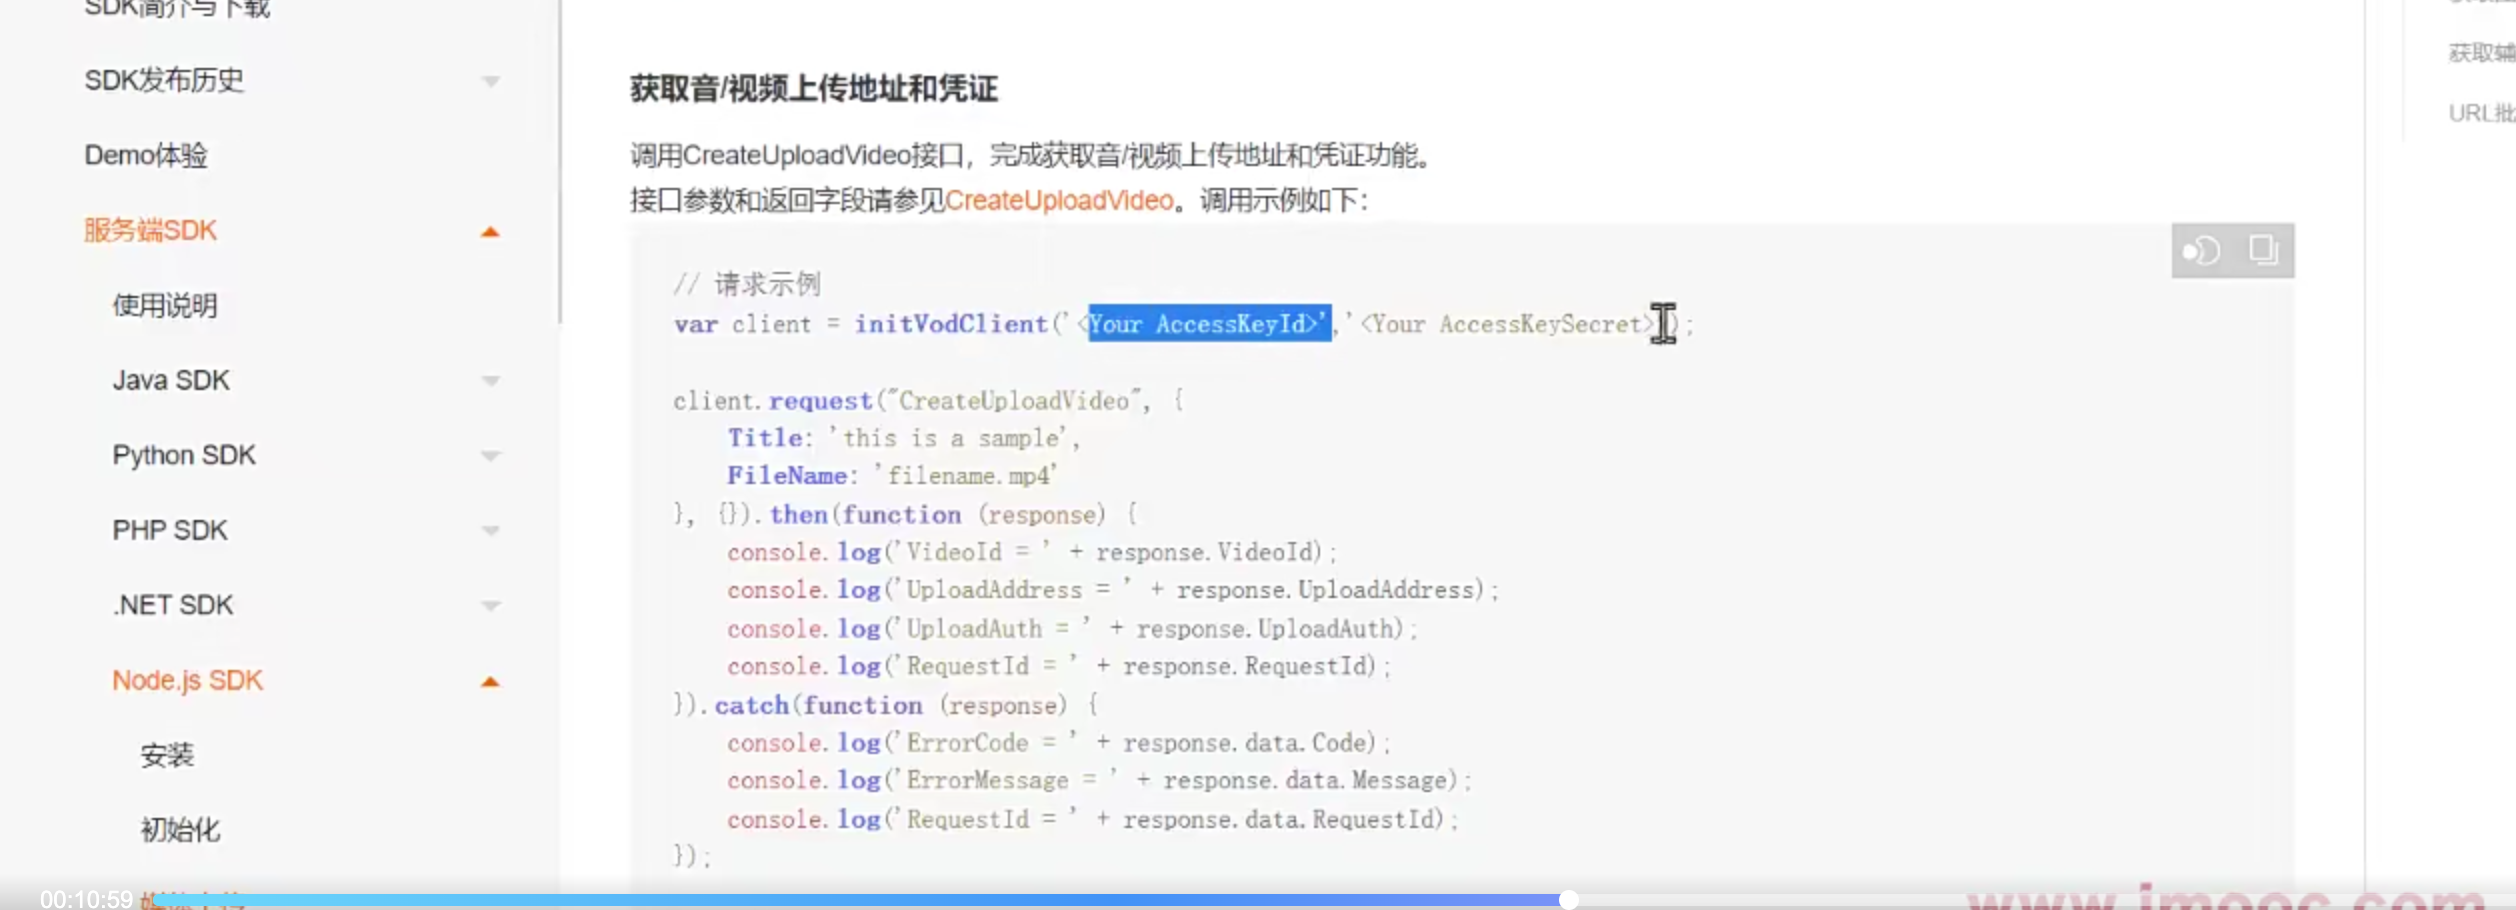 SDK简介与下载
SDK发布历史
Demo体验
服务端SDK
使用说明
Java SDK
Python SDK
PHP SDK
.NET SDK
Node.js SDK
安装
初始化
获取音/视频上传地址和凭证
调用CreateUploadVideo接口，完成获取音/视频上传地址和凭证功能。
接口参数和返回字段请参见CreateUploadVideo。调用示例如下：
// 请求示例
var client = initVodClient('<Your AccessKeyId>','<Your AccessKeySecret>');
client.request("CreateUploadVideo", {
Title: 'this is a sample',
FileName: 'filename.mp4'
}, {}).then(function (response) {
console.log('VideoId = ' + response.VideoId);
console.log('UploadAddress = ' + response.UploadAddress);
console.log('UploadAuth = ' + response.UploadAuth);
console.log('RequestId = ' + response.RequestId);
}).catch(function (response) {
console.log('ErrorCode = ' + response.data.Code);
console.log('ErrorMessage = ' + response.data.Message);
console.log('RequestId = ' + response.data.RequestId);
});
获取辅
URL批
00:10:59
www.imooc.com